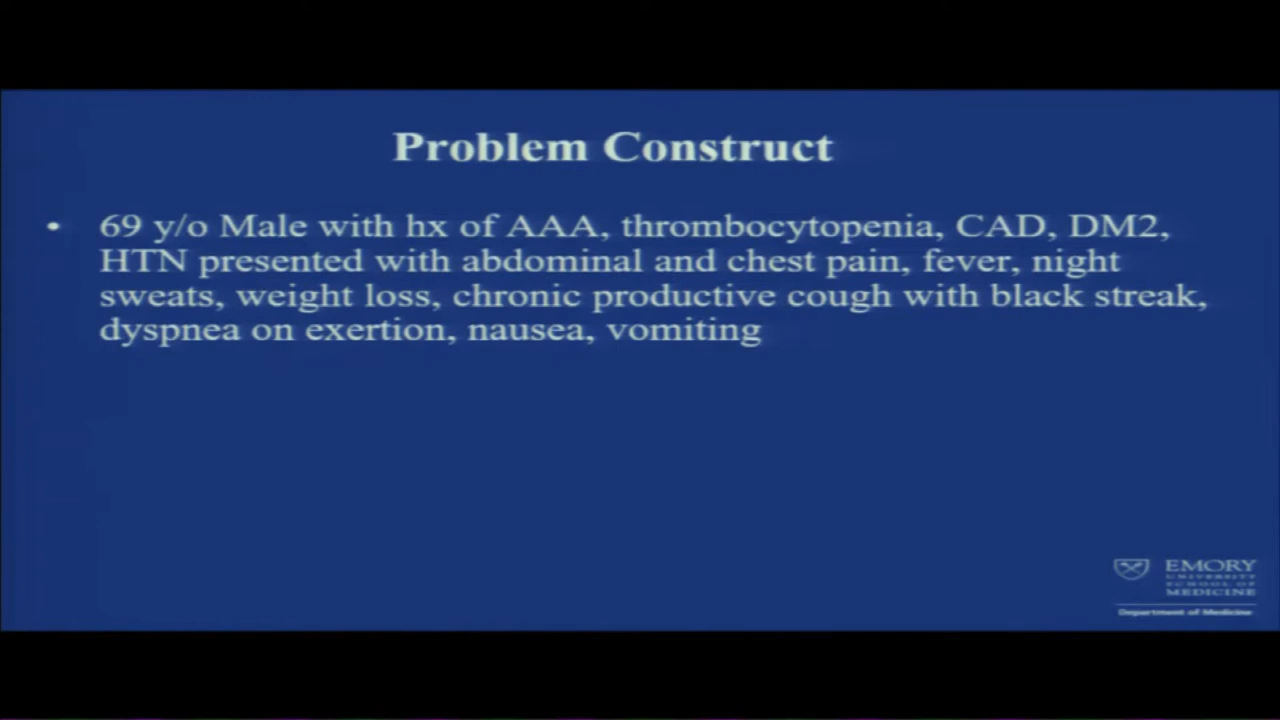 Problem Construct
• 69 y/o Male with hx of AAA, thrombocytopenia, CAD, DM2,
HTN presented with abdominal and chest pain, fever, night
sweats, weight loss, chronic productive cough with black streak,
dyspnea on exertion, nausea, vomiting
EMORY
UNIVERSITY
SCHOOL OF
MEDICINE
Department of Medicine